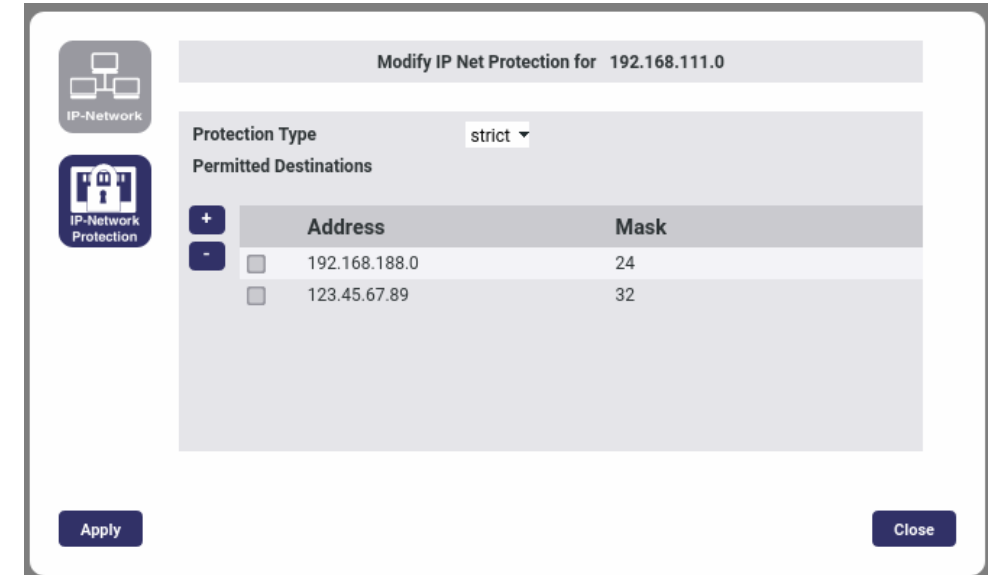 IP-Network
IP-Network
Protection
Modify IP Net Protection for 192.168.111.0
Protection Type strict
Permitted Destinations
+
-
Address Mask
192.168.188.0 24
123.45.67.89 32
Apply
Close